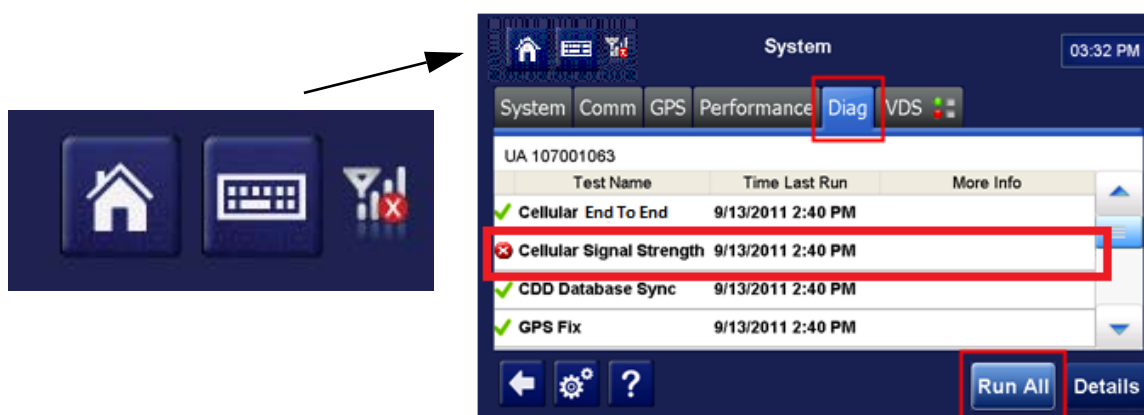 System
03:32 PM
System Comm GPS Performance Diag VDS
UA 107001063
Test Name Time Last Run More Info
Cellular End To End 9/13/2011 2:40 PM
Cellular Signal Strength 9/13/2011 2:40 PM
CDD Database Sync 9/13/2011 2:40 PM
GPS Fix 9/13/2011 2:40 PM
? Run All Details